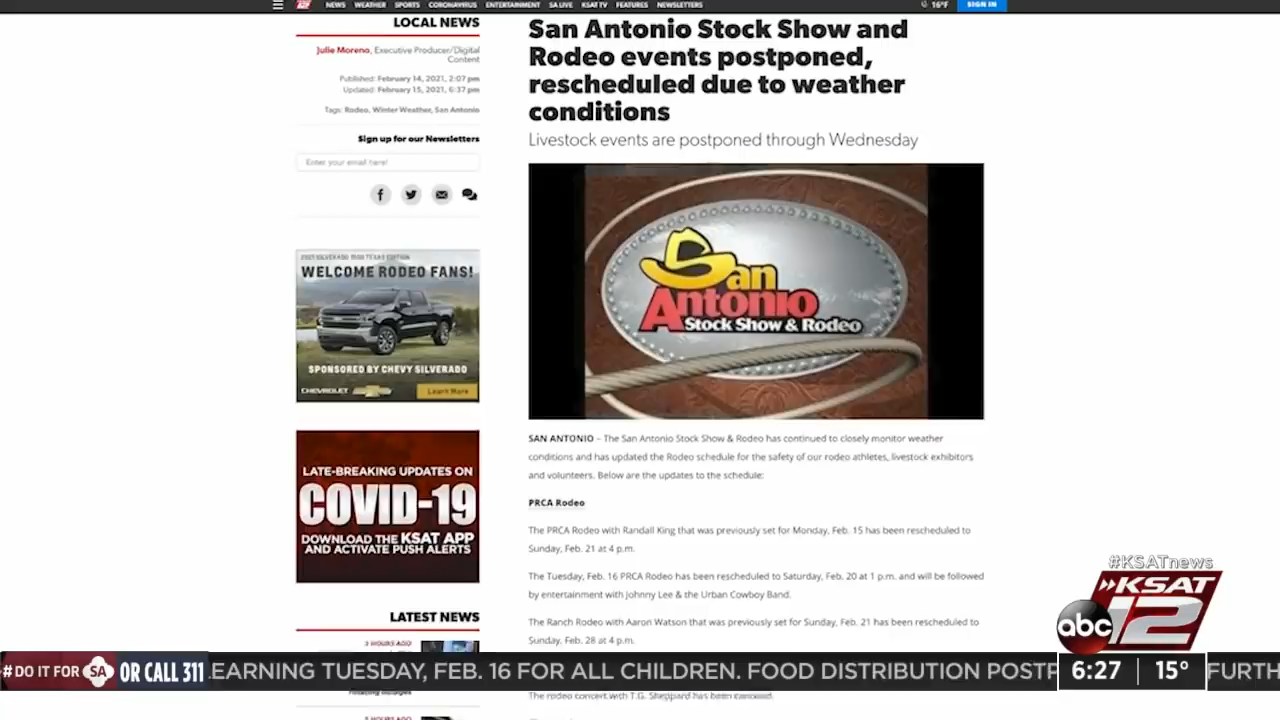 NEWS WEATHER SPORTS CORONAVIRUS ENTERTAINMENT SA LIVE KSAT TV FEATURES NEWSLETTERS
16°F
SIGN IN
LOCAL NEWS
Julie Moreno, Executive Producer/Digital
Content
Published: February 14, 2021, 2:07 pm
Updated: February 15, 2021, 6:37 pm
Tags: Rodeo, Winter Weather, San Antonio
Sign up for our Newsletters
Enter your email here!
WELCOME RODEO FANS!
SPONSORED BY CHEVY SILVERADO
CHEVROLET
Learn More
LATE-BREAKING UPDATES ON
COVID-19
DOWNLOAD THE KSAT APP
AND ACTIVATE PUSH ALERTS
LATEST NEWS
3 HOURS AGO
San Antonio Stock Show and
Rodeo events postponed,
rescheduled due to weather
conditions
Livestock events are postponed through Wednesday
San
Antonio
Stock Show & Rodeo
SAN ANTONIO – The San Antonio Stock Show & Rodeo has continued to closely monitor weather
conditions and has updated the Rodeo schedule for the safety of our rodeo athletes, livestock exhibitors
and volunteers. Below are the updates to the schedule:
PRCA Rodeo
The PRCA Rodeo with Randall King that was previously set for Monday, Feb. 15 has been rescheduled to
Sunday, Feb. 21 at 4 p.m.
The Tuesday, Feb. 16 PRCA Rodeo has been rescheduled to Saturday, Feb. 20 at 1 p.m. and will be followed
by entertainment with Johnny Lee & the Urban Cowboy Band.
The Ranch Rodeo with Aaron Watson that was previously set for Sunday, Feb. 21 has been rescheduled to
Sunday, Feb. 28 at 4 p.m.
The rodeo concert with T.G. Sheppard has been canceled.
#KSATnews
KSAT
abc 12
#DO IT FOR SA OR CALL 311
EARNING TUESDAY, FEB. 16 FOR ALL CHILDREN. FOOD DISTRIBUTION POSTP
6:27 15°
FURTH